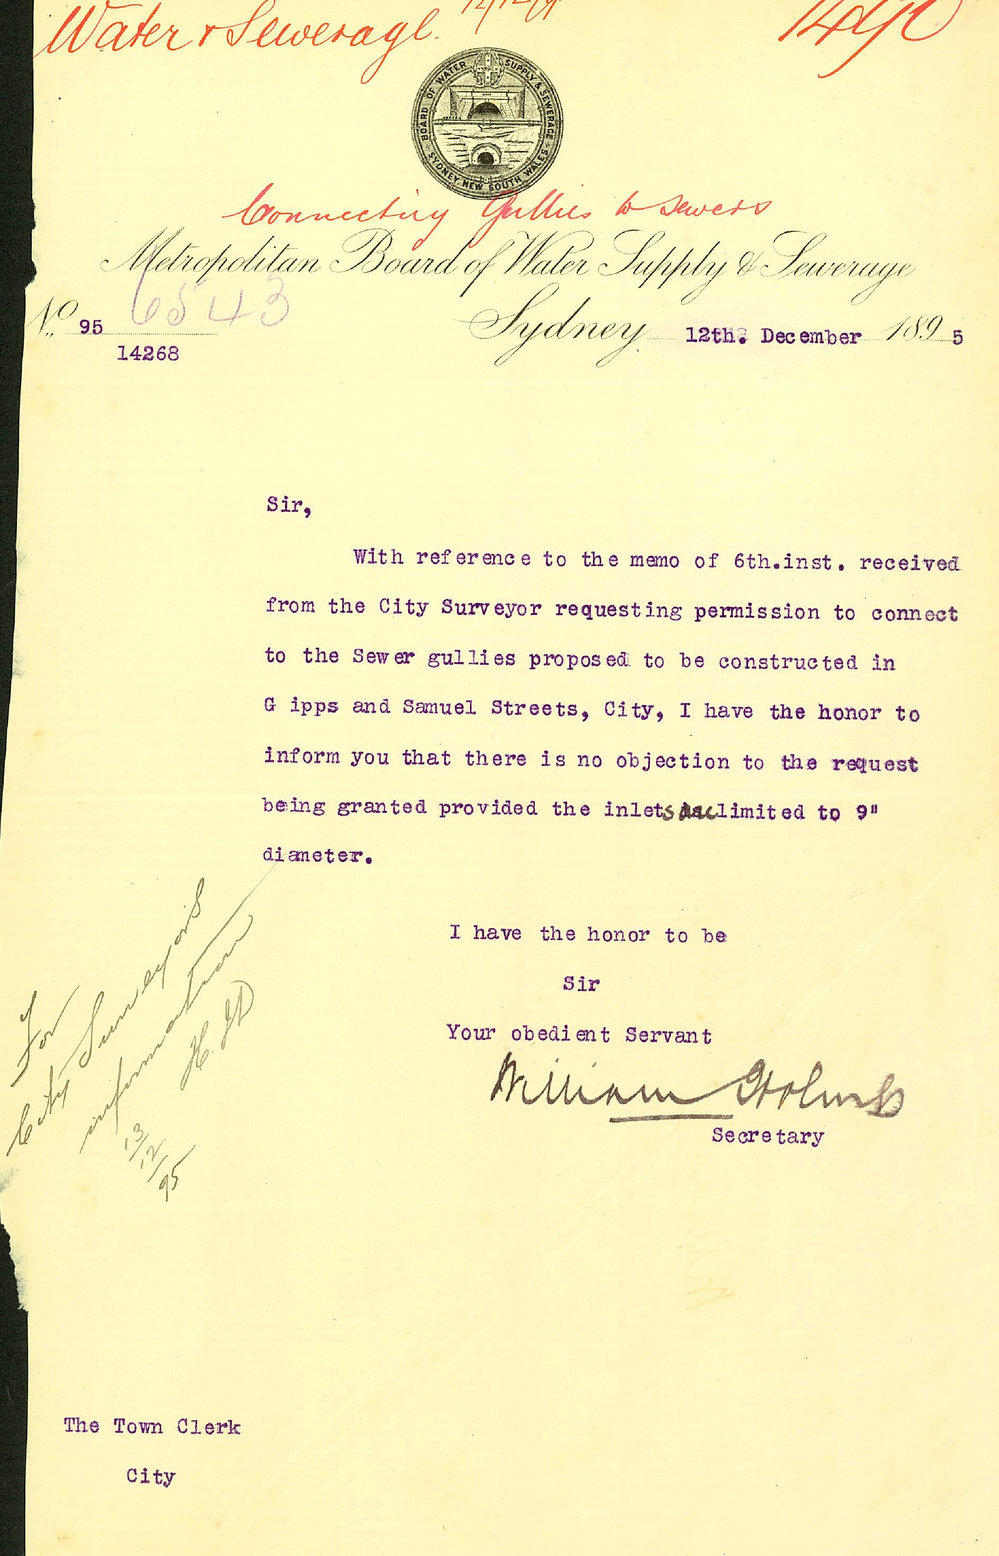 Water & Sewerage.
BOARD OF WATER SUPPLY & SEWERAGE
SYDNEY. NEW SOUTH WALES
Connecting Gullies to Sewers
Metropolitan Board of Water Supply & Sewerage
6543
No. 95
14268
Sydney 12th. December 1895
Sir,
With reference to the memo of 6th.inst. received
from the City Surveyor requesting permission to connect
to the Sewer gullies proposed to be constructed in
G ipps and Samuel Streets, City, I have the honor to
inform you that there is no objection to the request
being granted provided the inlets are limited to 9"
diameter.
I have the honor to be
Sir
Your obedient Servant
William Holmes
Secretary
For
City Surveyors
information
13/12/95
The Town Clerk
City